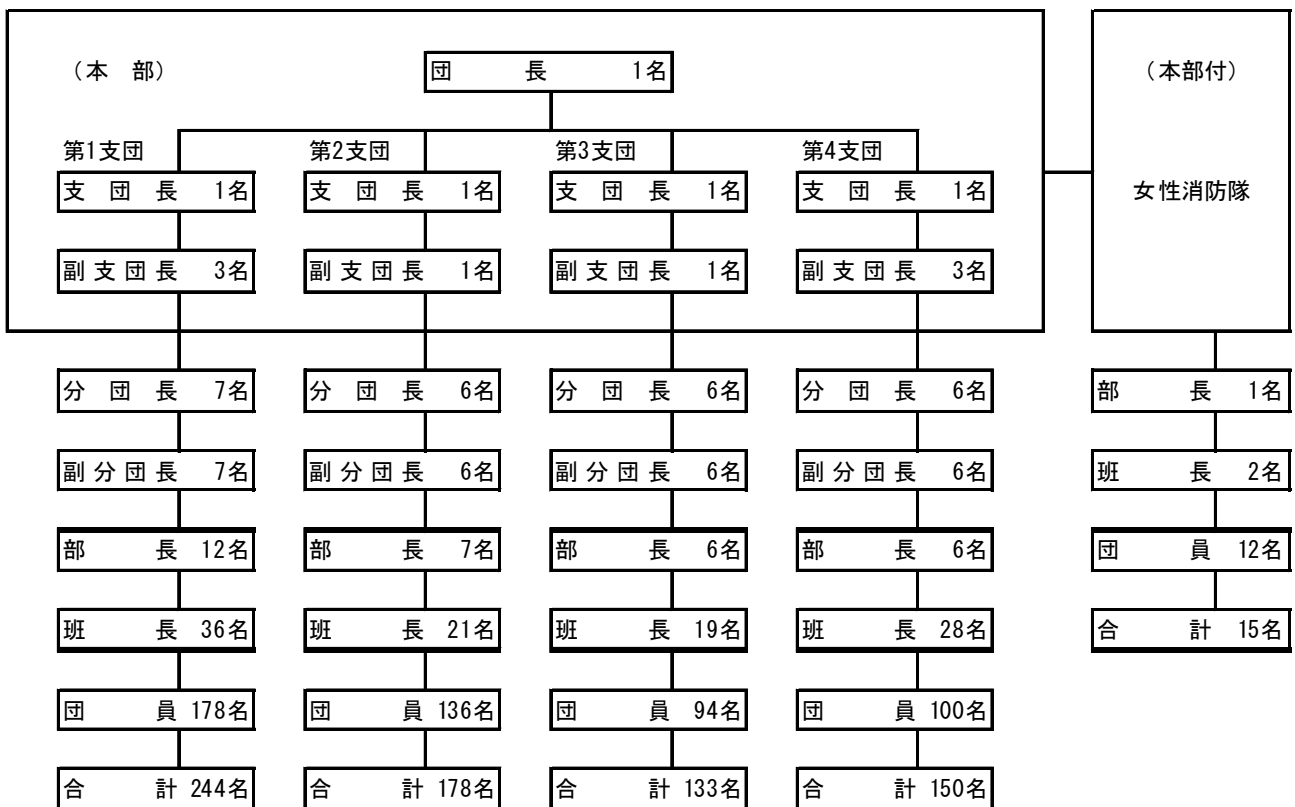 （本　部）　団　長　1名　（本部付）
第1支団　第2支団　第3支団　第4支団
支　団　長　1名　支　団　長　1名　支　団　長　1名　支　団　長　1名　女性消防隊
副支団長　3名　副支団長　1名　副支団長　1名　副支団長　3名
分　団　長　7名　分　団　長　6名　分　団　長　6名　分　団　長　6名　部　長　1名
副分団長　7名　副分団長　6名　副分団長　6名　副分団長　6名　班　長　2名
部　長　12名　部　長　7名　部　長　6名　部　長　6名　団　員　12名
班　長　36名　班　長　21名　班　長　19名　班　長　28名　合　計　15名
団　員　178名　団　員　136名　団　員　94名　団　員　100名
合　計　244名　合　計　178名　合　計　133名　合　計　150名